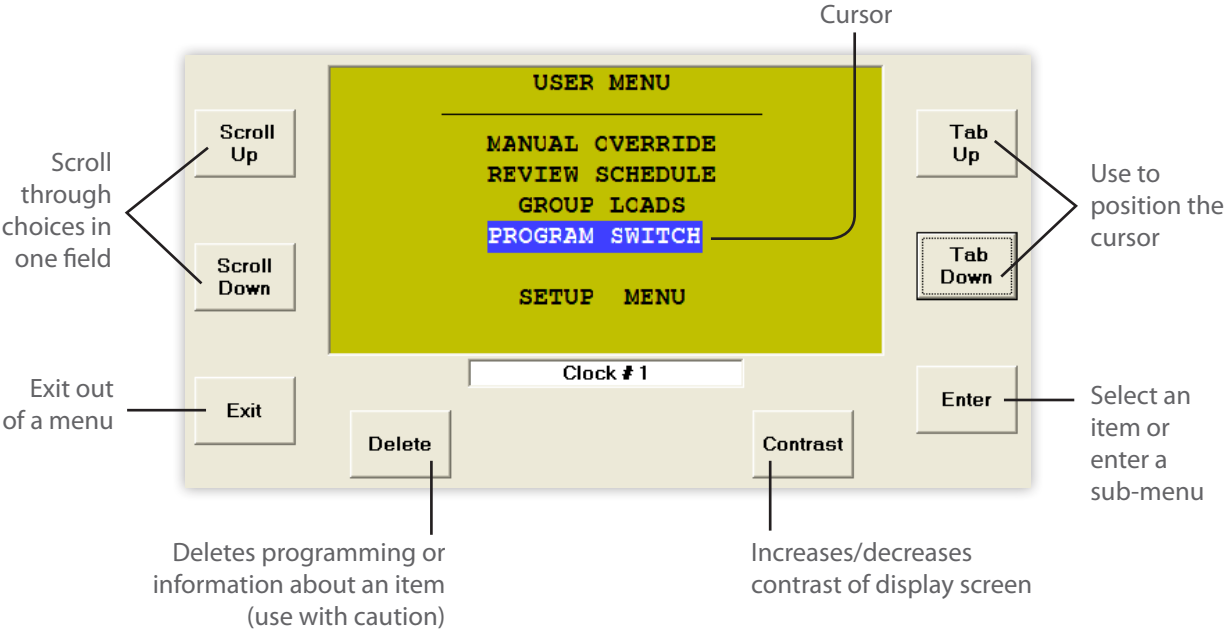 Cursor
USER MENU
MANUAL OVERRIDE
REVIEW SCHEDULE
GROUP LOADS
PROGRAM SWITCH
SETUP MENU
Clock # 1
Scroll
Up
Scroll
Down
Exit
Delete
Contrast
Tab
Up
Tab
Down
Enter
Scroll
through
choices in
one field
Exit out
of a menu
Use to
position the
cursor
Select an
item or
enter a
sub-menu
Deletes programming or
information about an item
(use with caution)
Increases/decreases
contrast of display screen